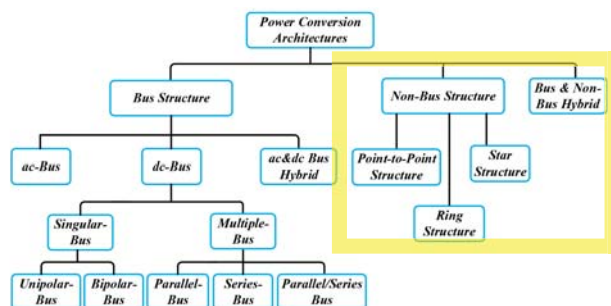 Power Conversion
Architectures
Bus Structure
Non-Bus Structure
Bus & Non-
Bus Hybrid
ac-Bus
dc-Bus
ac&dc Bus
Hybrid
Point-to-Point
Structure
Star
Structure
Ring
Structure
Singular-
Bus
Multiple-
Bus
Unipolar-
Bus
Bipolar-
Bus
Parallel-
Bus
Series-
Bus
Parallel/Series
Bus